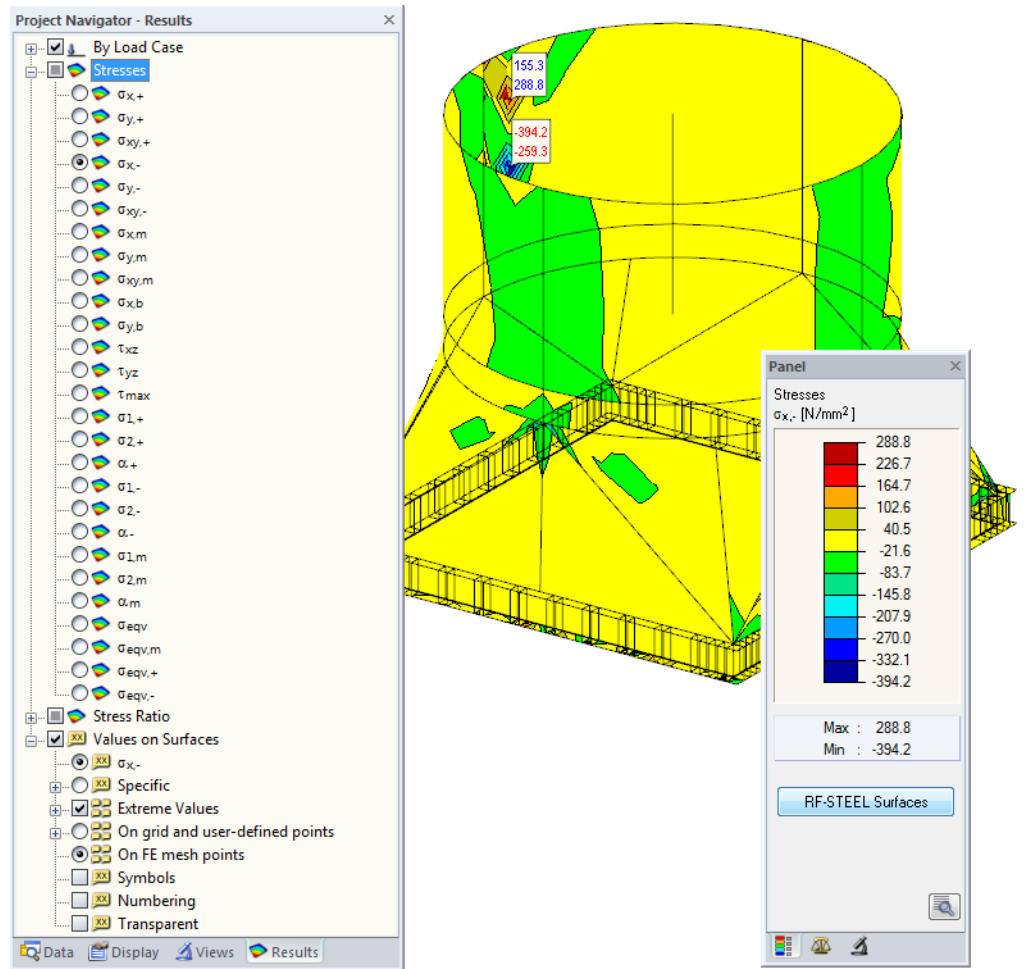 Project Navigator - Results
By Load Case
Stresses
σx,+
σy,+
σxy,+
σx,-
σy,-
σxy,-
σx,m
σy,m
σxy,m
σx,b
σy,b
τxz
τyz
τmax
σ1,+
σ2,+
α+
σ1,-
σ2,-
α-
σ1,m
σ2,m
αm
σeqv
σeqv,m
σeqv,+
σeqv,-
Stress Ratio
Values on Surfaces
σx,-
Specific
Extreme Values
On grid and user-defined points
On FE mesh points
Symbols
Numbering
Transparent
Data Display Views Results
155.3
288.8
-394.2
-259.3
Panel
Stresses
σx,- [N/mm²]
288.8
226.7
164.7
102.6
40.5
-21.6
-83.7
-145.8
-207.9
-270.0
-332.1
-394.2
Max : 288.8
Min : -394.2
RF-STEEL Surfaces